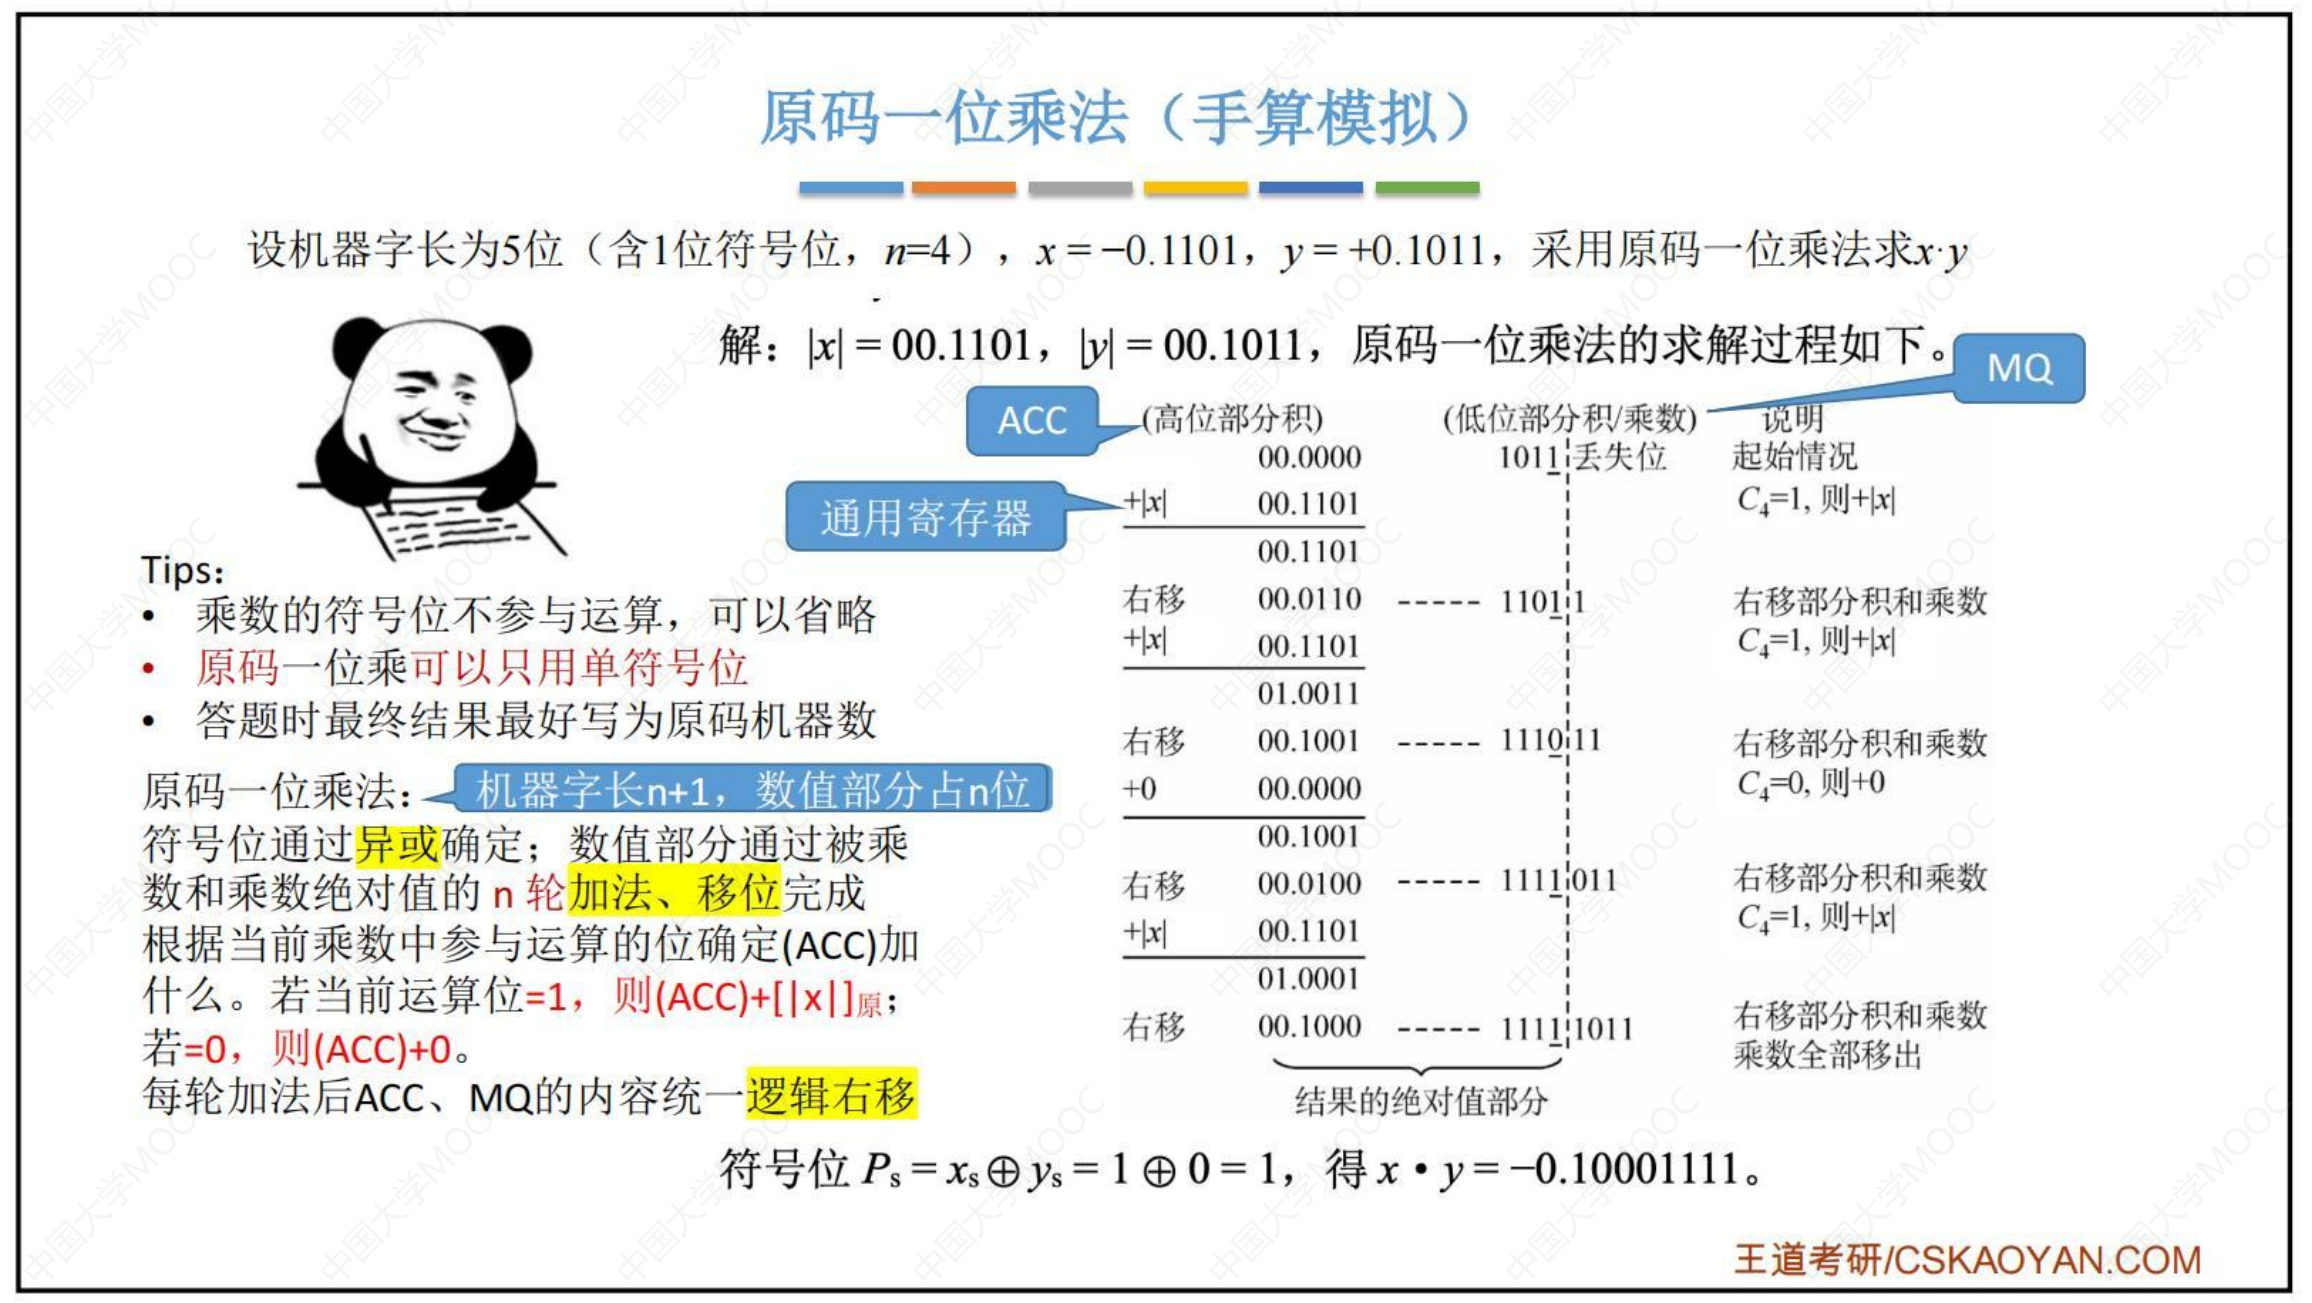 原码一位乘法（手算模拟）
设机器字长为5位（含1位符号位，n=4），x = −0.1101，y = +0.1011，采用原码一位乘法求x·y
解：|x| = 00.1101，|y| = 00.1011，原码一位乘法的求解过程如下。
MQ
ACC
(高位部分积) (低位部分积/乘数) 说明
00.0000 1011 丢失位 起始情况
通用寄存器
+|x| 00.1101 C₄=1, 则+|x|
00.1101
右移 00.0110 ----- 1101 1 右移部分积和乘数
+|x| 00.1101 C₄=1, 则+|x|
01.0011
右移 00.1001 ----- 1110 11 右移部分积和乘数
+0 00.0000 C₄=0, 则+0
00.1001
右移 00.0100 ----- 1111 011 右移部分积和乘数
+|x| 00.1101 C₄=1, 则+|x|
01.0001
右移 00.1000 ----- 1111 1011 右移部分积和乘数
乘数全部移出
结果的绝对值部分
Tips：
• 乘数的符号位不参与运算，可以省略
• 原码一位乘可以只用单符号位
• 答题时最终结果最好写为原码机器数
原码一位乘法：
机器字长n+1，数值部分占n位
符号位通过异或确定；数值部分通过被乘
数和乘数绝对值的 n 轮加法、移位完成
根据当前乘数中参与运算的位确定(ACC)加
什么。若当前运算位=1，则(ACC)+[|x|]原；
若=0，则(ACC)+0。
每轮加法后ACC、MQ的内容统一逻辑右移
符号位 Pₛ = xₛ ⊕ yₛ = 1 ⊕ 0 = 1，得 x • y = −0.10001111。
王道考研/CSKAOYAN.COM
中国大学MOOC